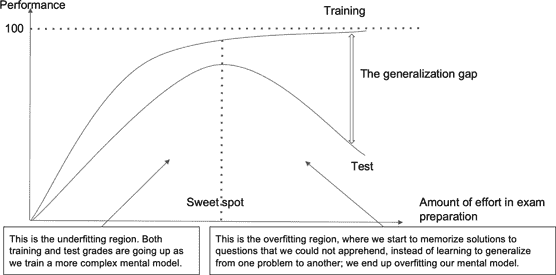 Performance
Training
100
The generalization gap
Test
Sweet spot
Amount of effort in exam
preparation
This is the underfitting region. Both
training and test grades are going up as
we train a more complex mental model.
This is the overfitting region, where we start to memorize solutions to
questions that we could not apprehend, instead of learning to generalize
from one problem to another; we end up overfitting our mental model.